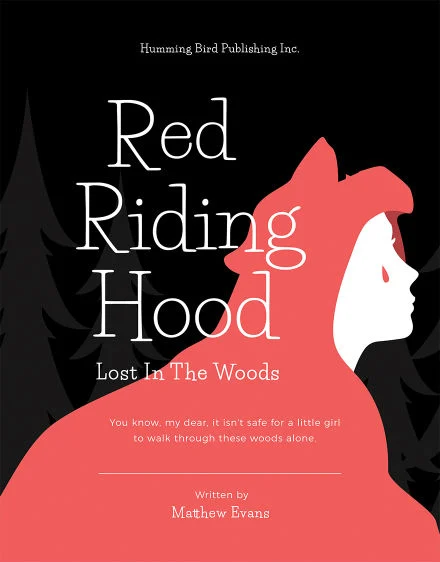 Humming Bird Publishing Inc.
Red
Riding
Hood
Lost In The Woods
You know, my dear, it isn't safe for a little girl
to walk through these woods alone.
Written by
Matthew Evans